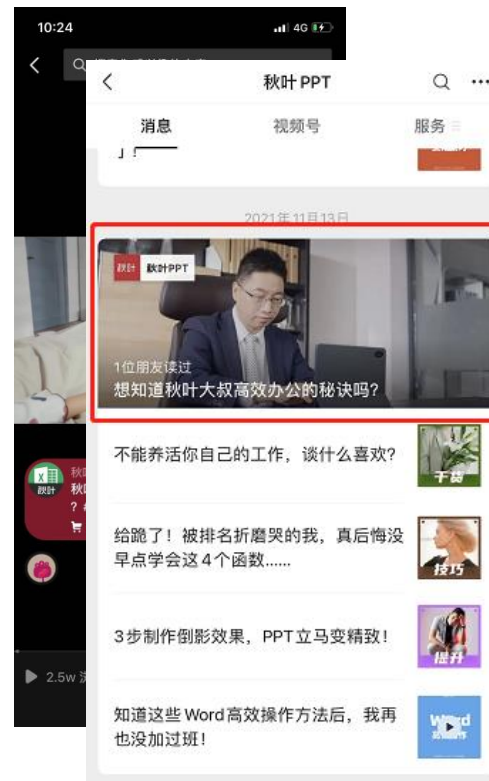 10:24
4G
秋叶 PPT
消息
视频号
服务
」!
2021年11月13日
秋叶 秋叶PPT
1位朋友读过
想知道秋叶大叔高效办公的秘诀吗?
不能养活你自己的工作,谈什么喜欢?
干货
给跪了!被排名折磨哭的我,真后悔没
早点学会这4个函数......
技巧
3步制作倒影效果,PPT立马变精致!
提升
知道这些 Word高效操作方法后,我再
也没加过班!
Word
秋叶
2.5w